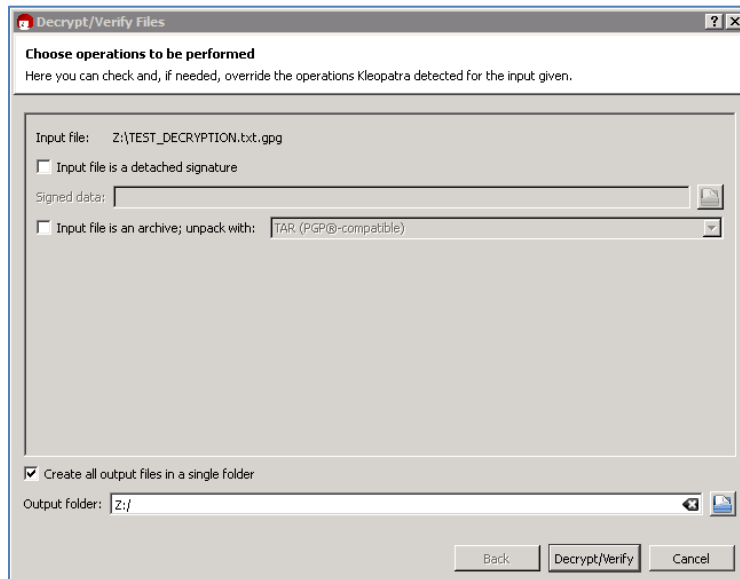 Decrypt/Verify Files
Choose operations to be performed
Here you can check and, if needed, override the operations Kleopatra detected for the input given.
Input file: Z:\TEST_DECRYPTION.txt.gpg
Input file is a detached signature
Signed data:
Input file is an archive; unpack with: TAR (PGP®-compatible)
Create all output files in a single folder
Output folder: Z:/
Back Decrypt/Verify Cancel